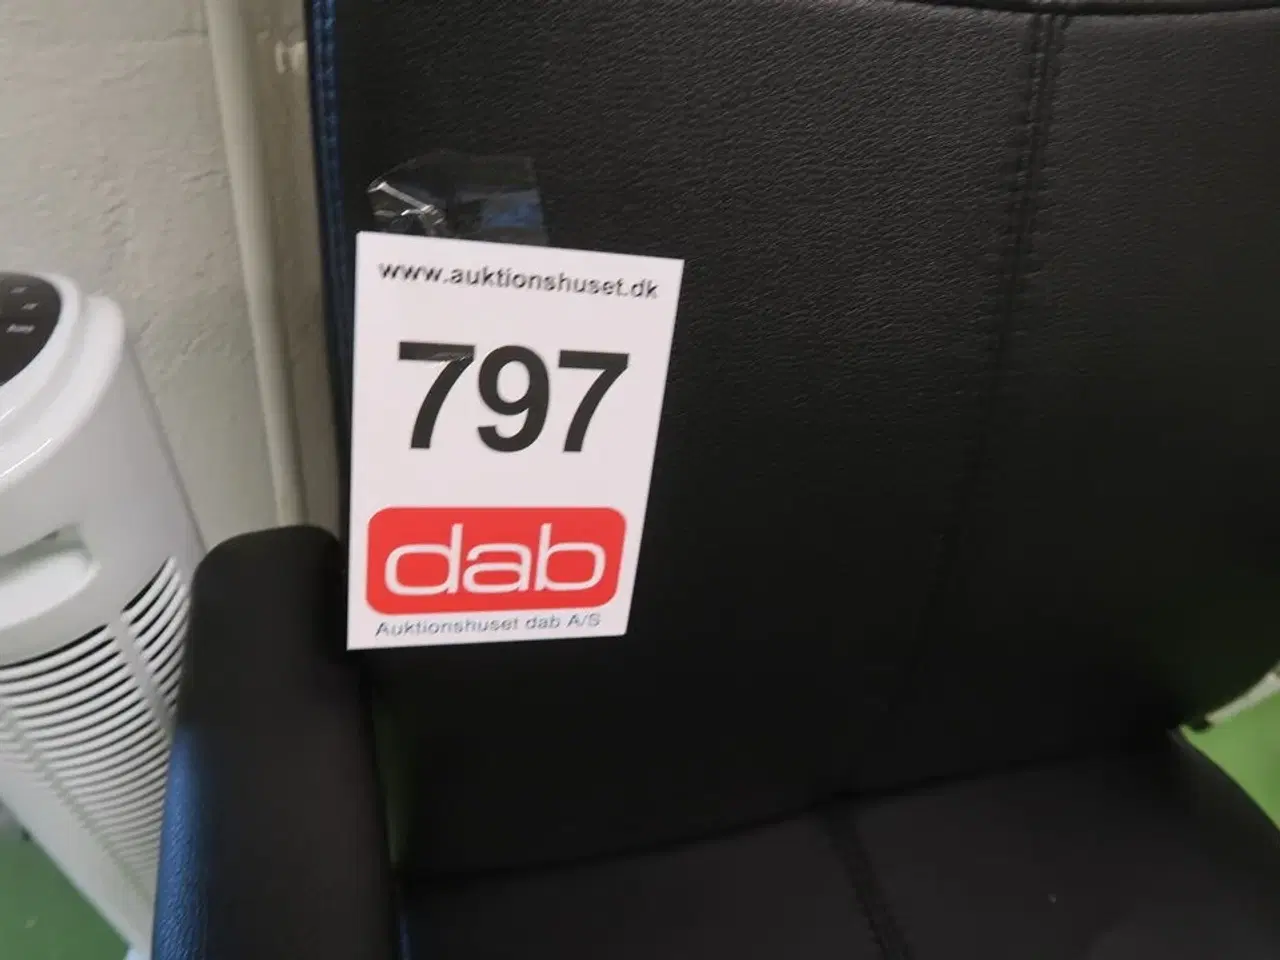 www.auktionshuset.dk
797
dab
Auktionshuset dab A/S